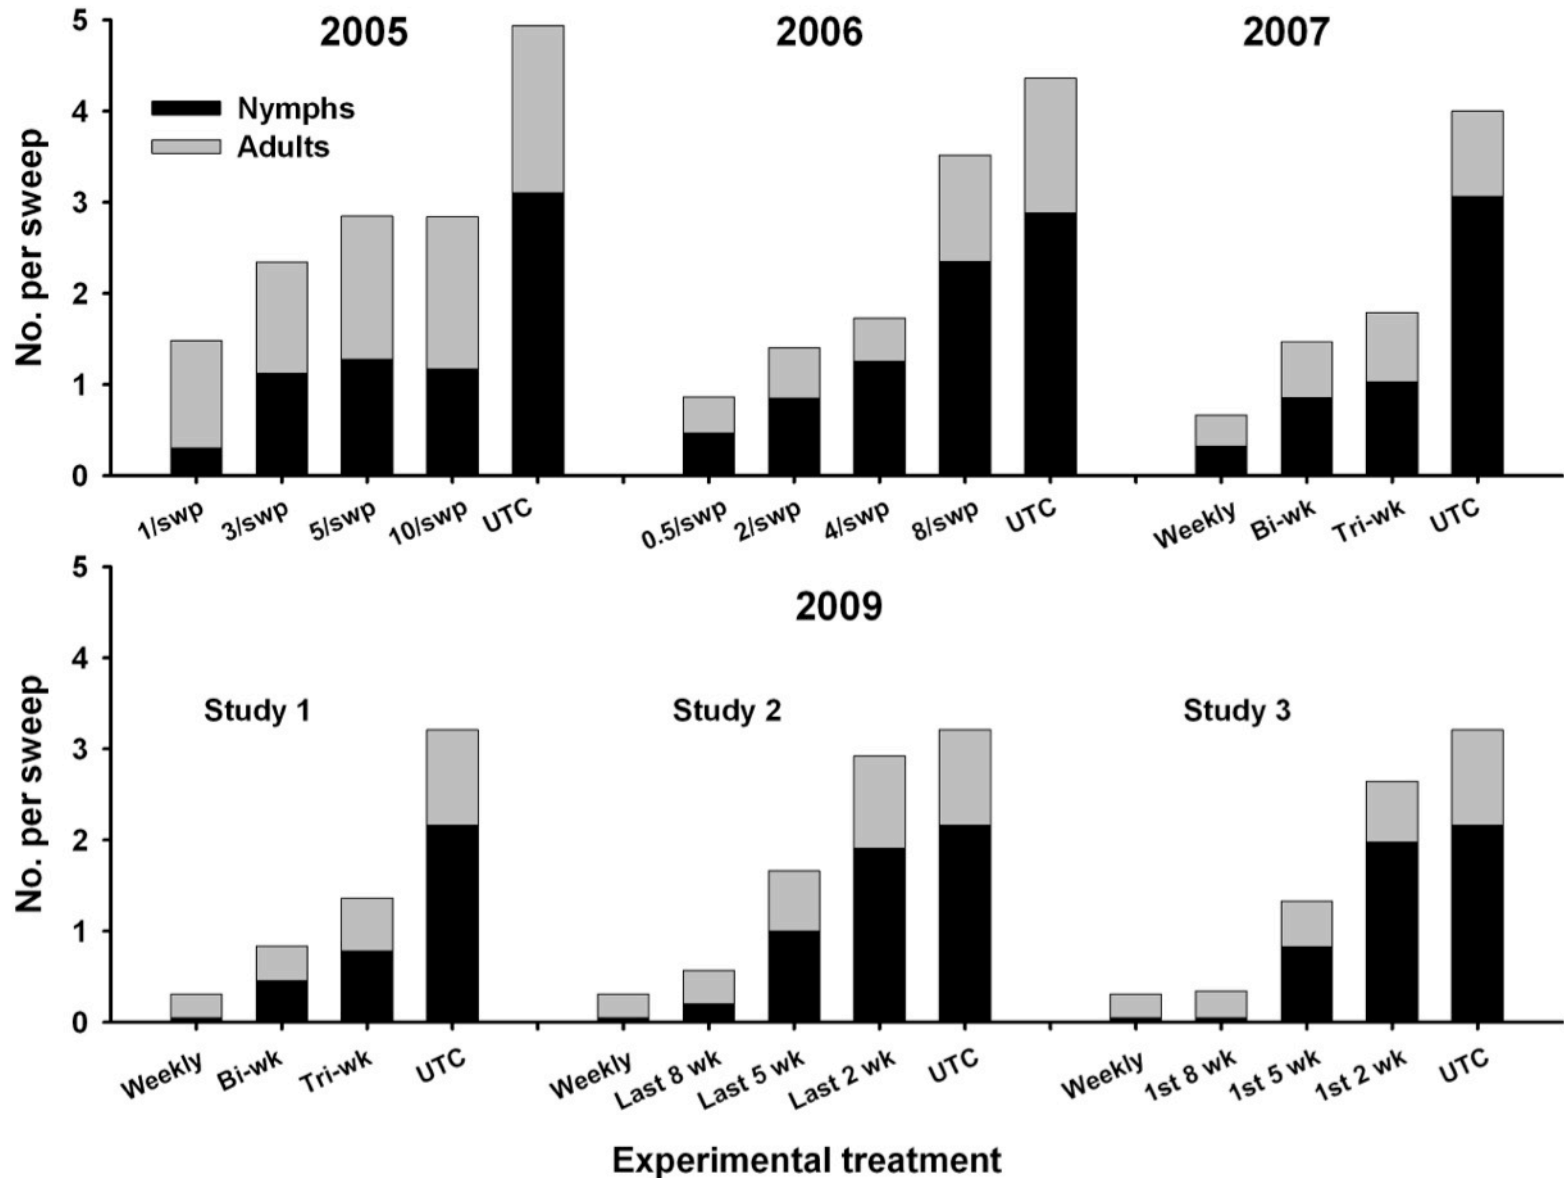 2005
2006
2007
Nymphs
Adults
No. per sweep
5
4
3
2
1
0
1/swp
3/swp
5/swp
10/swp
UTC
0.5/swp
2/swp
4/swp
8/swp
UTC
Weekly
Bi-wk
Tri-wk
UTC
2009
Study 1
Study 2
Study 3
No. per sweep
5
4
3
2
1
0
Weekly
Bi-wk
Tri-wk
UTC
Weekly
Last 8 wk
Last 5 wk
Last 2 wk
UTC
Weekly
1st 8 wk
1st 5 wk
1st 2 wk
UTC
Experimental treatment